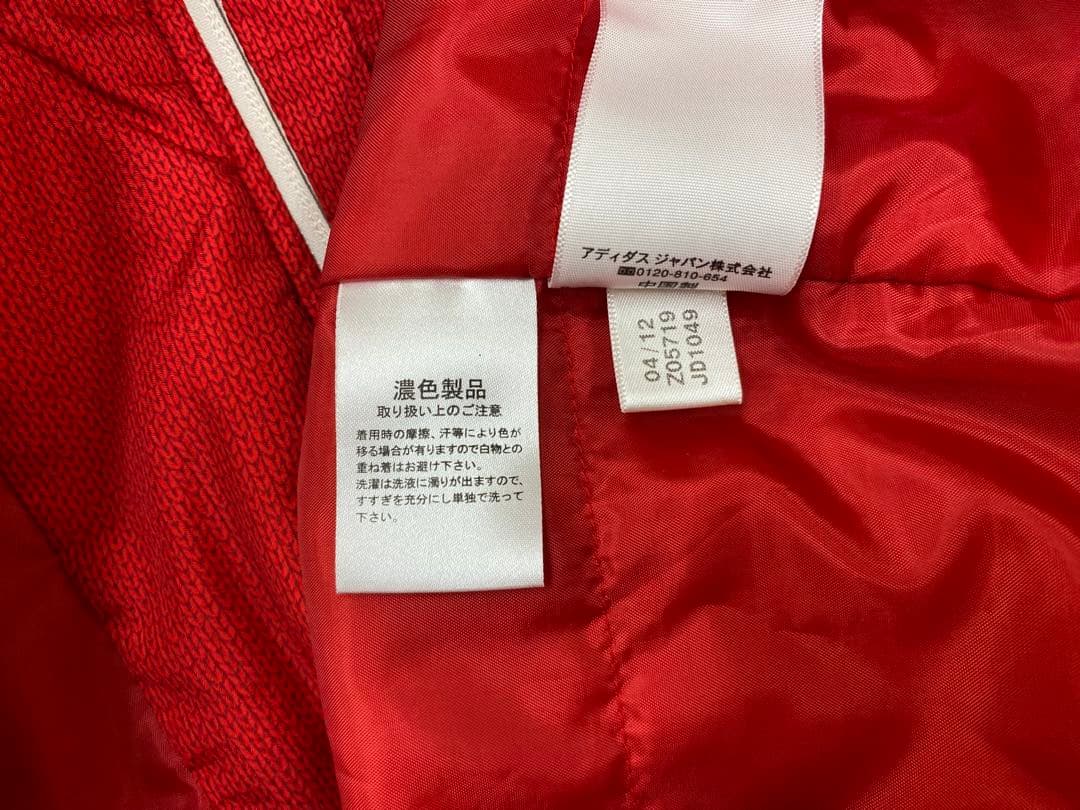 アディダス ジャパン株式会社
0120-810-654
中国製
04/12
Z05719
JD1049
濃色製品
取り扱い上のご注意
着用時の摩擦、汗等により色が
移る場合が有りますので白物との
重ね着はお避け下さい。
洗濯は洗液に濁りが出ますので、
すすぎを充分にし単独で洗って
下さい。